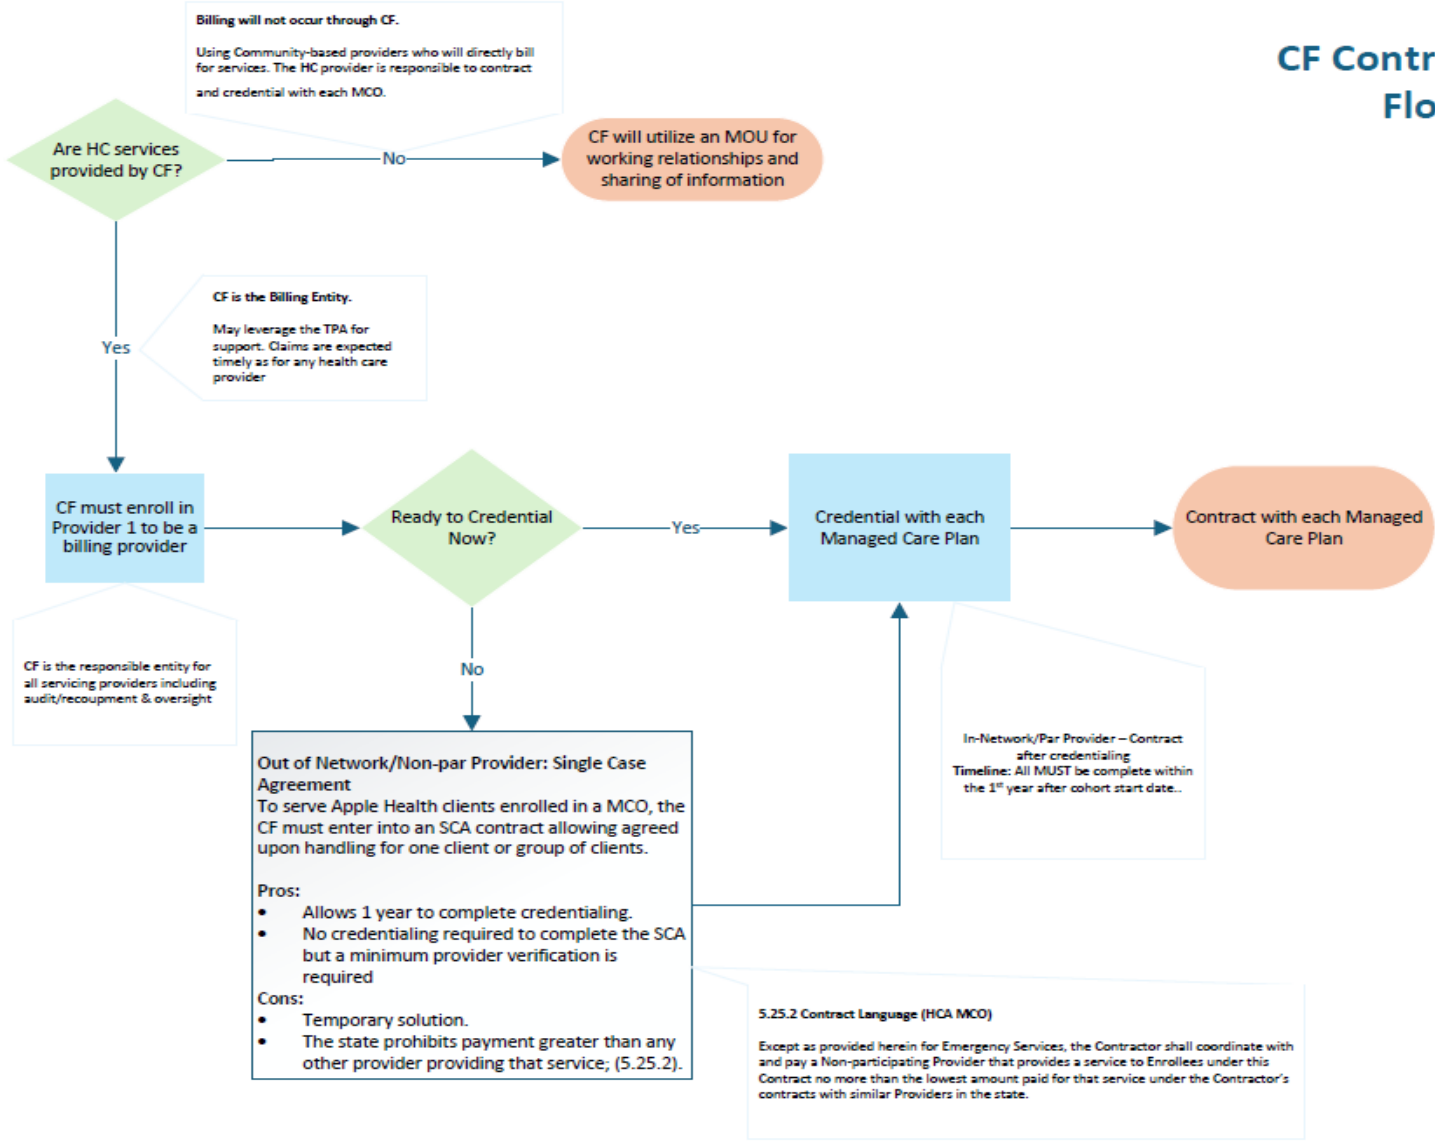 Billing will not occur through CF.
Using Community-based providers who will directly bill
for services. The HC provider is responsible to contract
and credential with each MCO.
CF Contr
Flo
Are HC services
provided by CF?
No
CF will utilize an MOU for
working relationships and
sharing of information
CF is the Billing Entity.
May leverage the TPA for
support. Claims are expected
timely as for any health care
provider
Yes
CF must enroll in
Provider 1 to be a
billing provider
Ready to Credential
Now?
Yes
Credential with each
Managed Care Plan
Contract with each Managed
Care Plan
CF is the responsible entity for
all servicing providers including
audit/recoupment & oversight
No
In-Network/Par Provider – Contract
after credentialing
Timeline: All MUST be complete within
the 1st year after cohort start date..
Out of Network/Non-par Provider: Single Case
Agreement
To serve Apple Health clients enrolled in a MCO, the
CF must enter into an SCA contract allowing agreed
upon handling for one client or group of clients.
Pros:
• Allows 1 year to complete credentialing.
• No credentialing required to complete the SCA
but a minimum provider verification is
required
Cons:
• Temporary solution.
• The state prohibits payment greater than any
other provider providing that service; (5.25.2).
5.25.2 Contract Language (HCA MCO)
Except as provided herein for Emergency Services, the Contractor shall coordinate with
and pay a Non-participating Provider that provides a service to Enrollees under this
Contract no more than the lowest amount paid for that service under the Contractor's
contracts with similar Providers in the state.